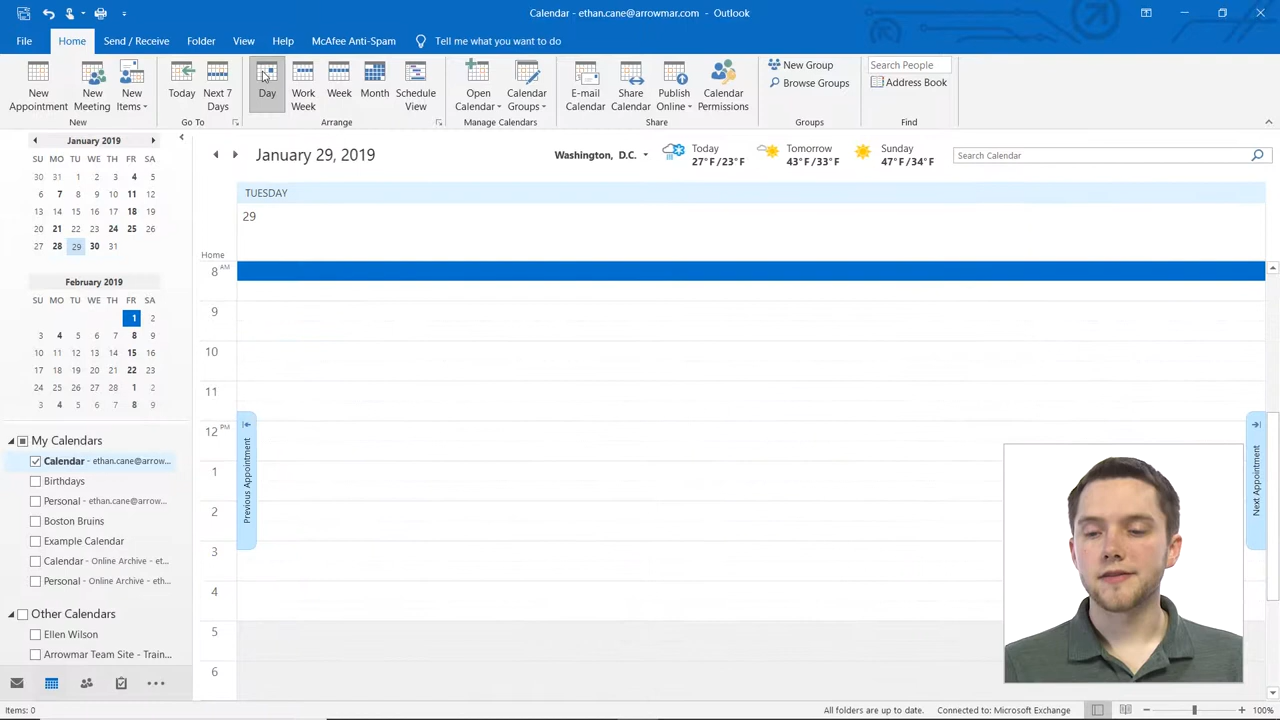 Calendar - ethan.cane@arrowmar.com - Outlook
File Home Send / Receive Folder View Help McAfee Anti-Spam Tell me what you want to do
New Appointment
New Meeting
New Items
New
Today
Next 7 Days
Go To
Day
Work Week
Week
Month
Schedule View
Arrange
Open Calendar
Calendar Groups
Manage Calendars
E-mail Calendar
Share Calendar
Publish Online
Calendar Permissions
Share
New Group
Browse Groups
Groups
Search People
Address Book
Find
January 2019
SU MO TU WE TH FR SA
30 31 1 2 3 4 5
6 7 8 9 10 11 12
13 14 15 16 17 18 19
20 21 22 23 24 25 26
27 28 29 30 31
February 2019
SU MO TU WE TH FR SA
1 2
3 4 5 6 7 8 9
10 11 12 13 14 15 16
17 18 19 20 21 22 23
24 25 26 27 28 1 2
3 4 5 6 7 8 9
My Calendars
Calendar - ethan.cane@arrow...
Birthdays
Personal - ethan.cane@arrow...
Boston Bruins
Example Calendar
Calendar - Online Archive - et...
Personal - Online Archive - eth...
Other Calendars
Ellen Wilson
Arrowmar Team Site - Train...
January 29, 2019
Washington, D.C.
Today
27°F/23°F
Tomorrow
43°F/33°F
Sunday
47°F/34°F
Search Calendar
TUESDAY
29
Home
8 AM
9
10
11
12 PM
1
2
3
4
5
6
Previous Appointment
Next Appointment
Items: 0
All folders are up to date. Connected to: Microsoft Exchange 100%